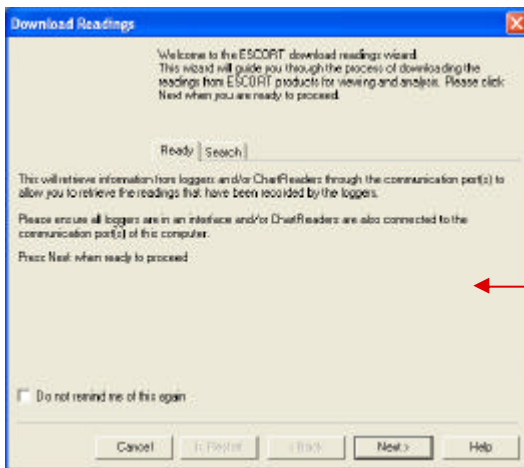 Download Readings
Welcome to the ESCORT download readings wizard.
This wizard will guide you through the process of downloading the
readings from ESCORT products for viewing and analysis. Please click
Next when you are ready to proceed.
Ready Search
This will retrieve information from loggers and/or ChartReaders through the communication port(s) to
allow you to retrieve the readings that have been recorded by the loggers.
Please ensure all loggers are in an interface and/or ChartReaders are also connected to the
communication port(s) of this computer.
Press Next when ready to proceed
Do not remind me of this again
Cancel < Back Next > Help